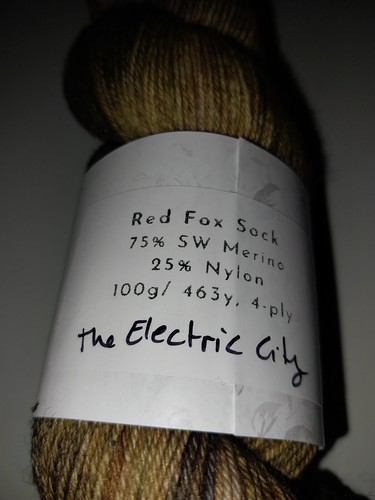 Red Fox Sock
75% SW Merino
25% Nylon
100g/ 463y, 4-ply
the Electric City